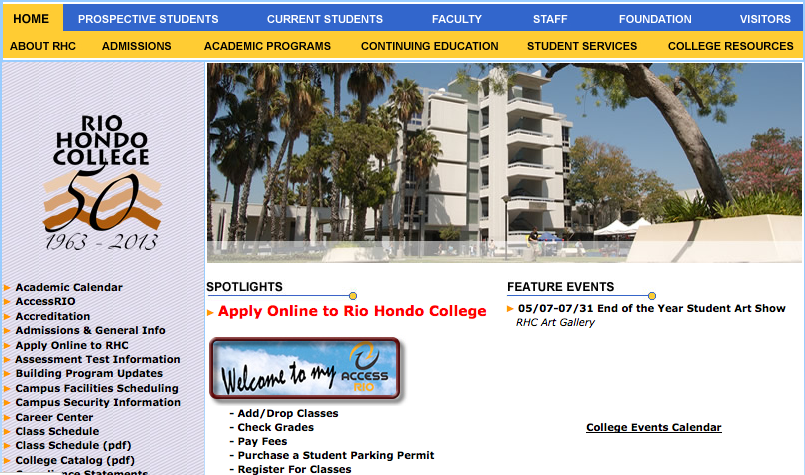 HOME PROSPECTIVE STUDENTS CURRENT STUDENTS FACULTY STAFF FOUNDATION VISITORS
ABOUT RHC ADMISSIONS ACADEMIC PROGRAMS CONTINUING EDUCATION STUDENT SERVICES COLLEGE RESOURCES
RIO
HONDO
COLLEGE
50
1963 - 2013
Academic Calendar
AccessRIO
Accreditation
Admissions & General Info
Apply Online to RHC
Assessment Test Information
Building Program Updates
Campus Facilities Scheduling
Campus Security Information
Career Center
Class Schedule
Class Schedule (pdf)
College Catalog (pdf)
Statements
SPOTLIGHTS
Apply Online to Rio Hondo College
Welcome to my ACCESS
RIO
- Add/Drop Classes
- Check Grades
- Pay Fees
- Purchase a Student Parking Permit
- Register For Classes
FEATURE EVENTS
05/07-07/31 End of the Year Student Art Show
RHC Art Gallery
College Events Calendar